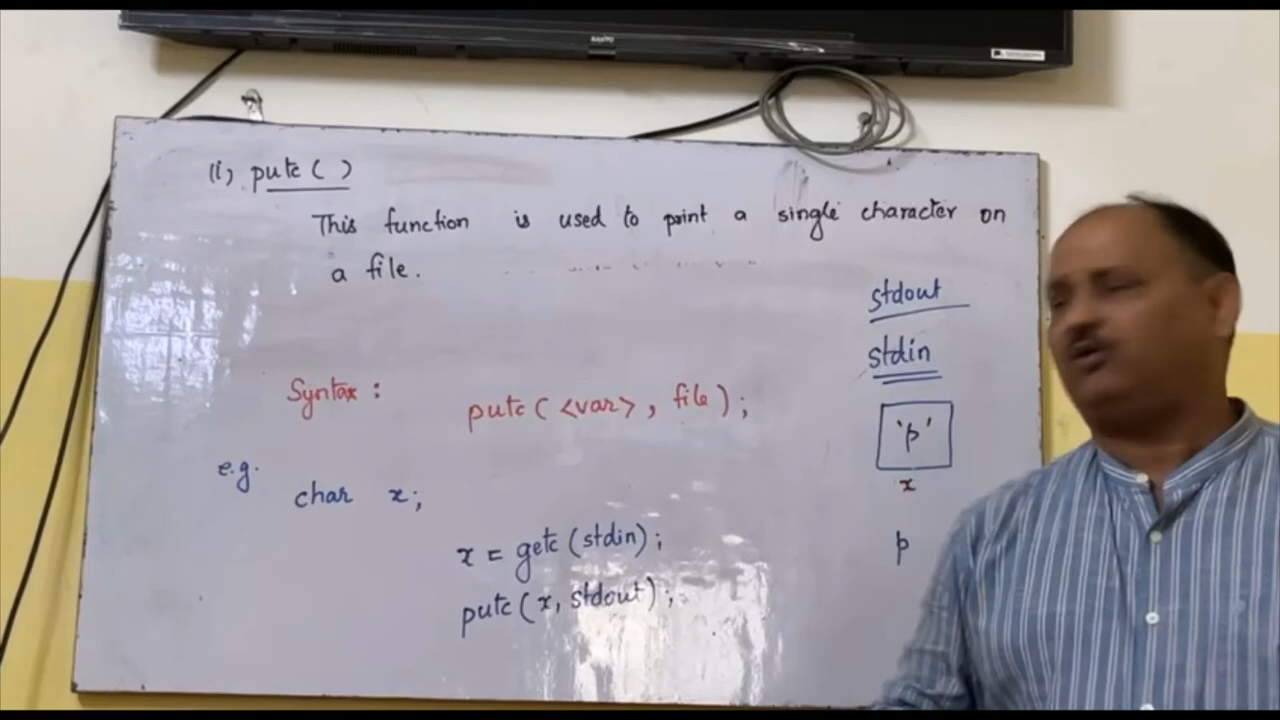 SANYO
(i) putc ( )
This function is used to print a single character on
a file.
stdout
stdin
Syntax :
putc ( <var> , file ) ;
'p'
x
e.g.
char x;
x = getc (stdin) ;
p
putc ( x, stdout) ;